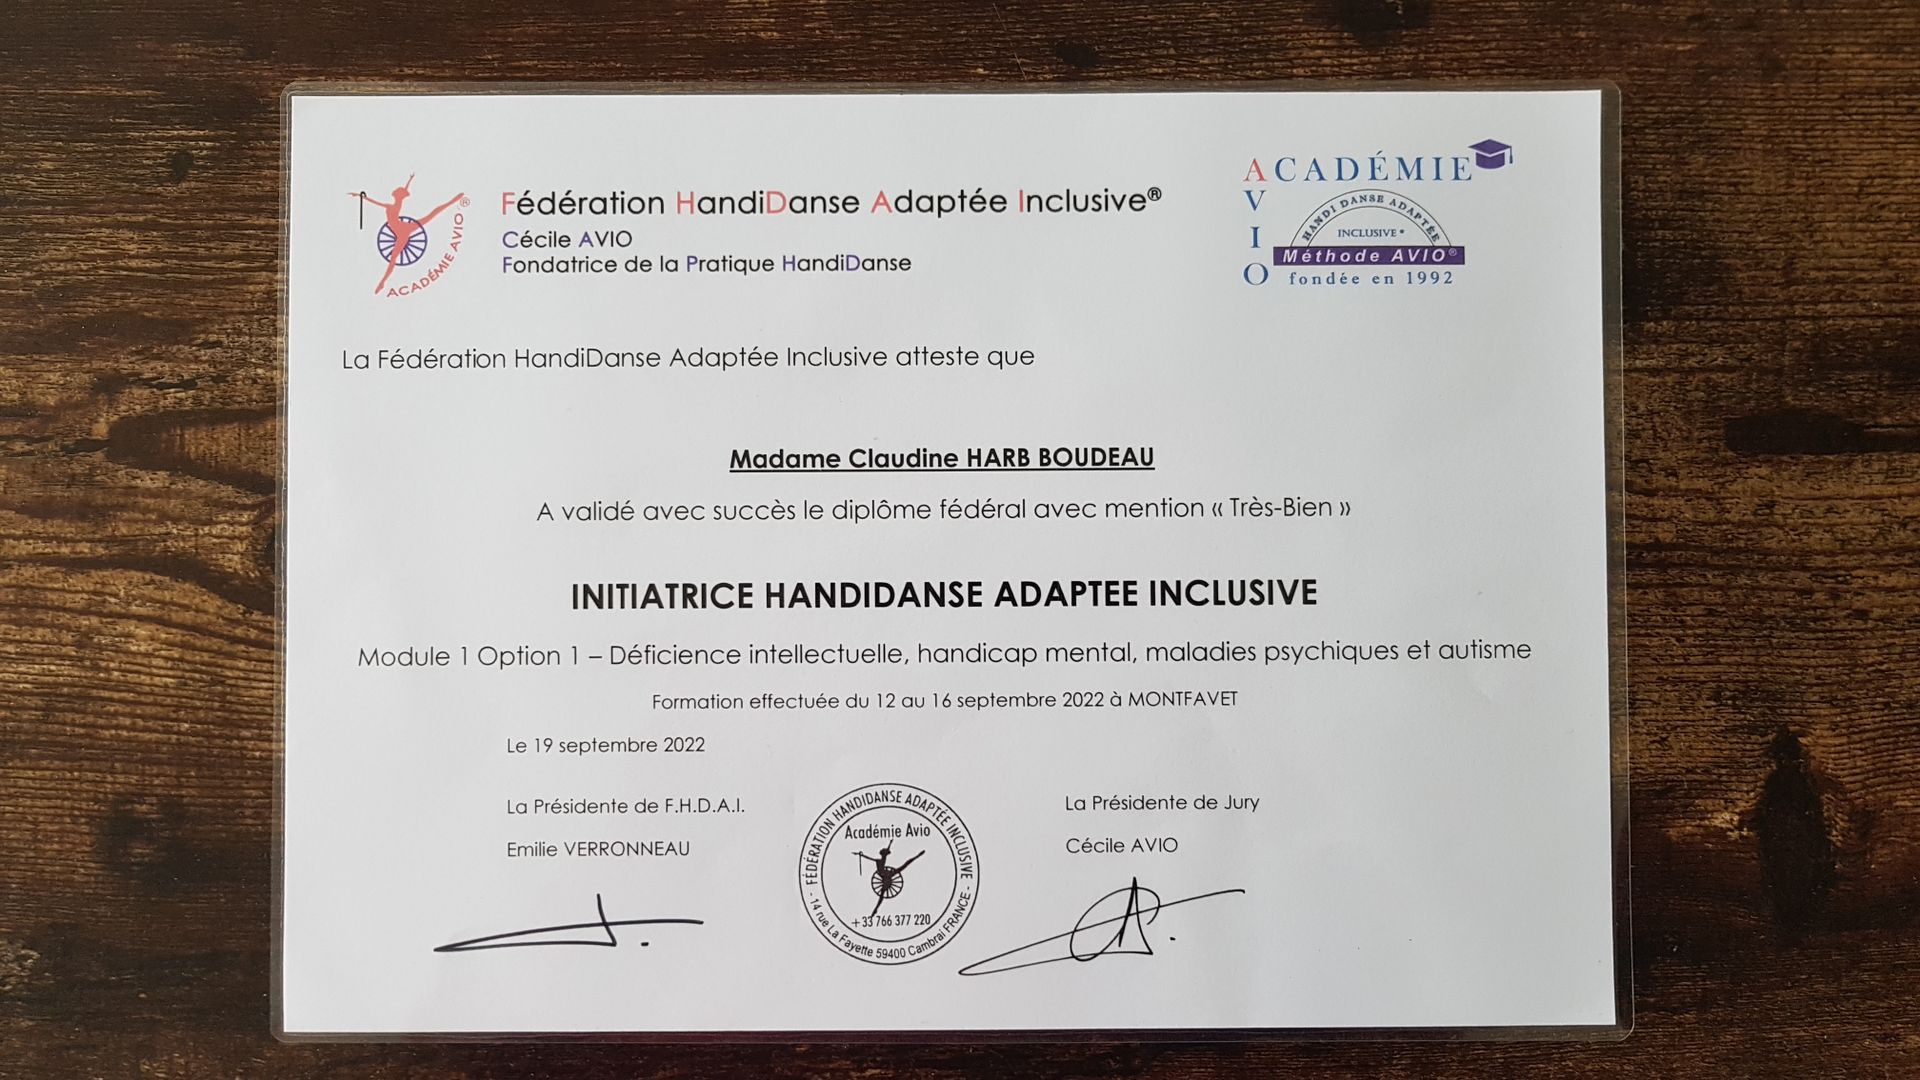 ACADÉMIE AVIO®
Fédération HandiDanse Adaptée Inclusive®
Cécile AVIO
Fondatrice de la Pratique HandiDanse
ACADÉMIE
AVIO
HANDI DANSE ADAPTÉE
INCLUSIVE •
Méthode AVIO®
fondée en 1992
La Fédération HandiDanse Adaptée Inclusive atteste que
Madame Claudine HARB BOUDEAU
A validé avec succès le diplôme fédéral avec mention « Très-Bien »
INITIATRICE HANDIDANSE ADAPTEE INCLUSIVE
Module 1 Option 1 – Déficience intellectuelle, handicap mental, maladies psychiques et autisme
Formation effectuée du 12 au 16 septembre 2022 à MONTFAVET
Le 19 septembre 2022
La Présidente de F.H.D.A.I.
Emilie VERRONNEAU
FÉDÉRATION HANDIDANSE ADAPTÉE INCLUSIVE
Académie Avio
+33 766 377 220
- 14 rue La Fayette 59400 Cambrai FRANCE -
La Présidente de Jury
Cécile AVIO